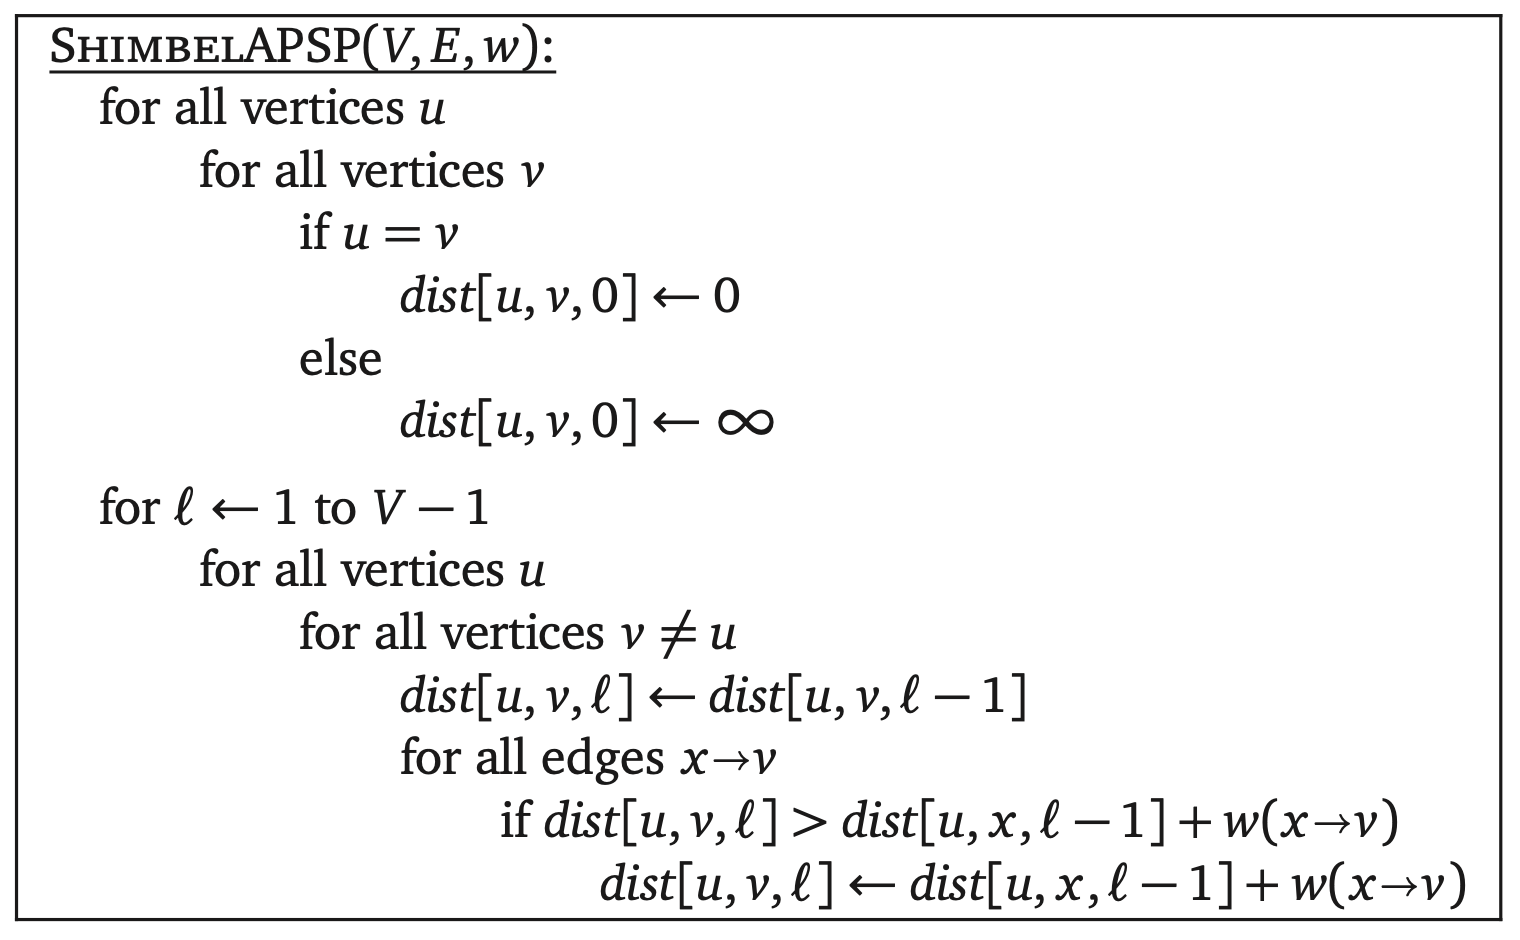 SHIMBELAPSP(V, E, w):
for all vertices u
for all vertices v
if u = v
dist[u, v, 0] ← 0
else
dist[u, v, 0] ← ∞
for ℓ ← 1 to V − 1
for all vertices u
for all vertices v ≠ u
dist[u, v, ℓ] ← dist[u, v, ℓ − 1]
for all edges x→v
if dist[u, v, ℓ] > dist[u, x, ℓ − 1] + w(x→v)
dist[u, v, ℓ] ← dist[u, x, ℓ − 1] + w(x→v)